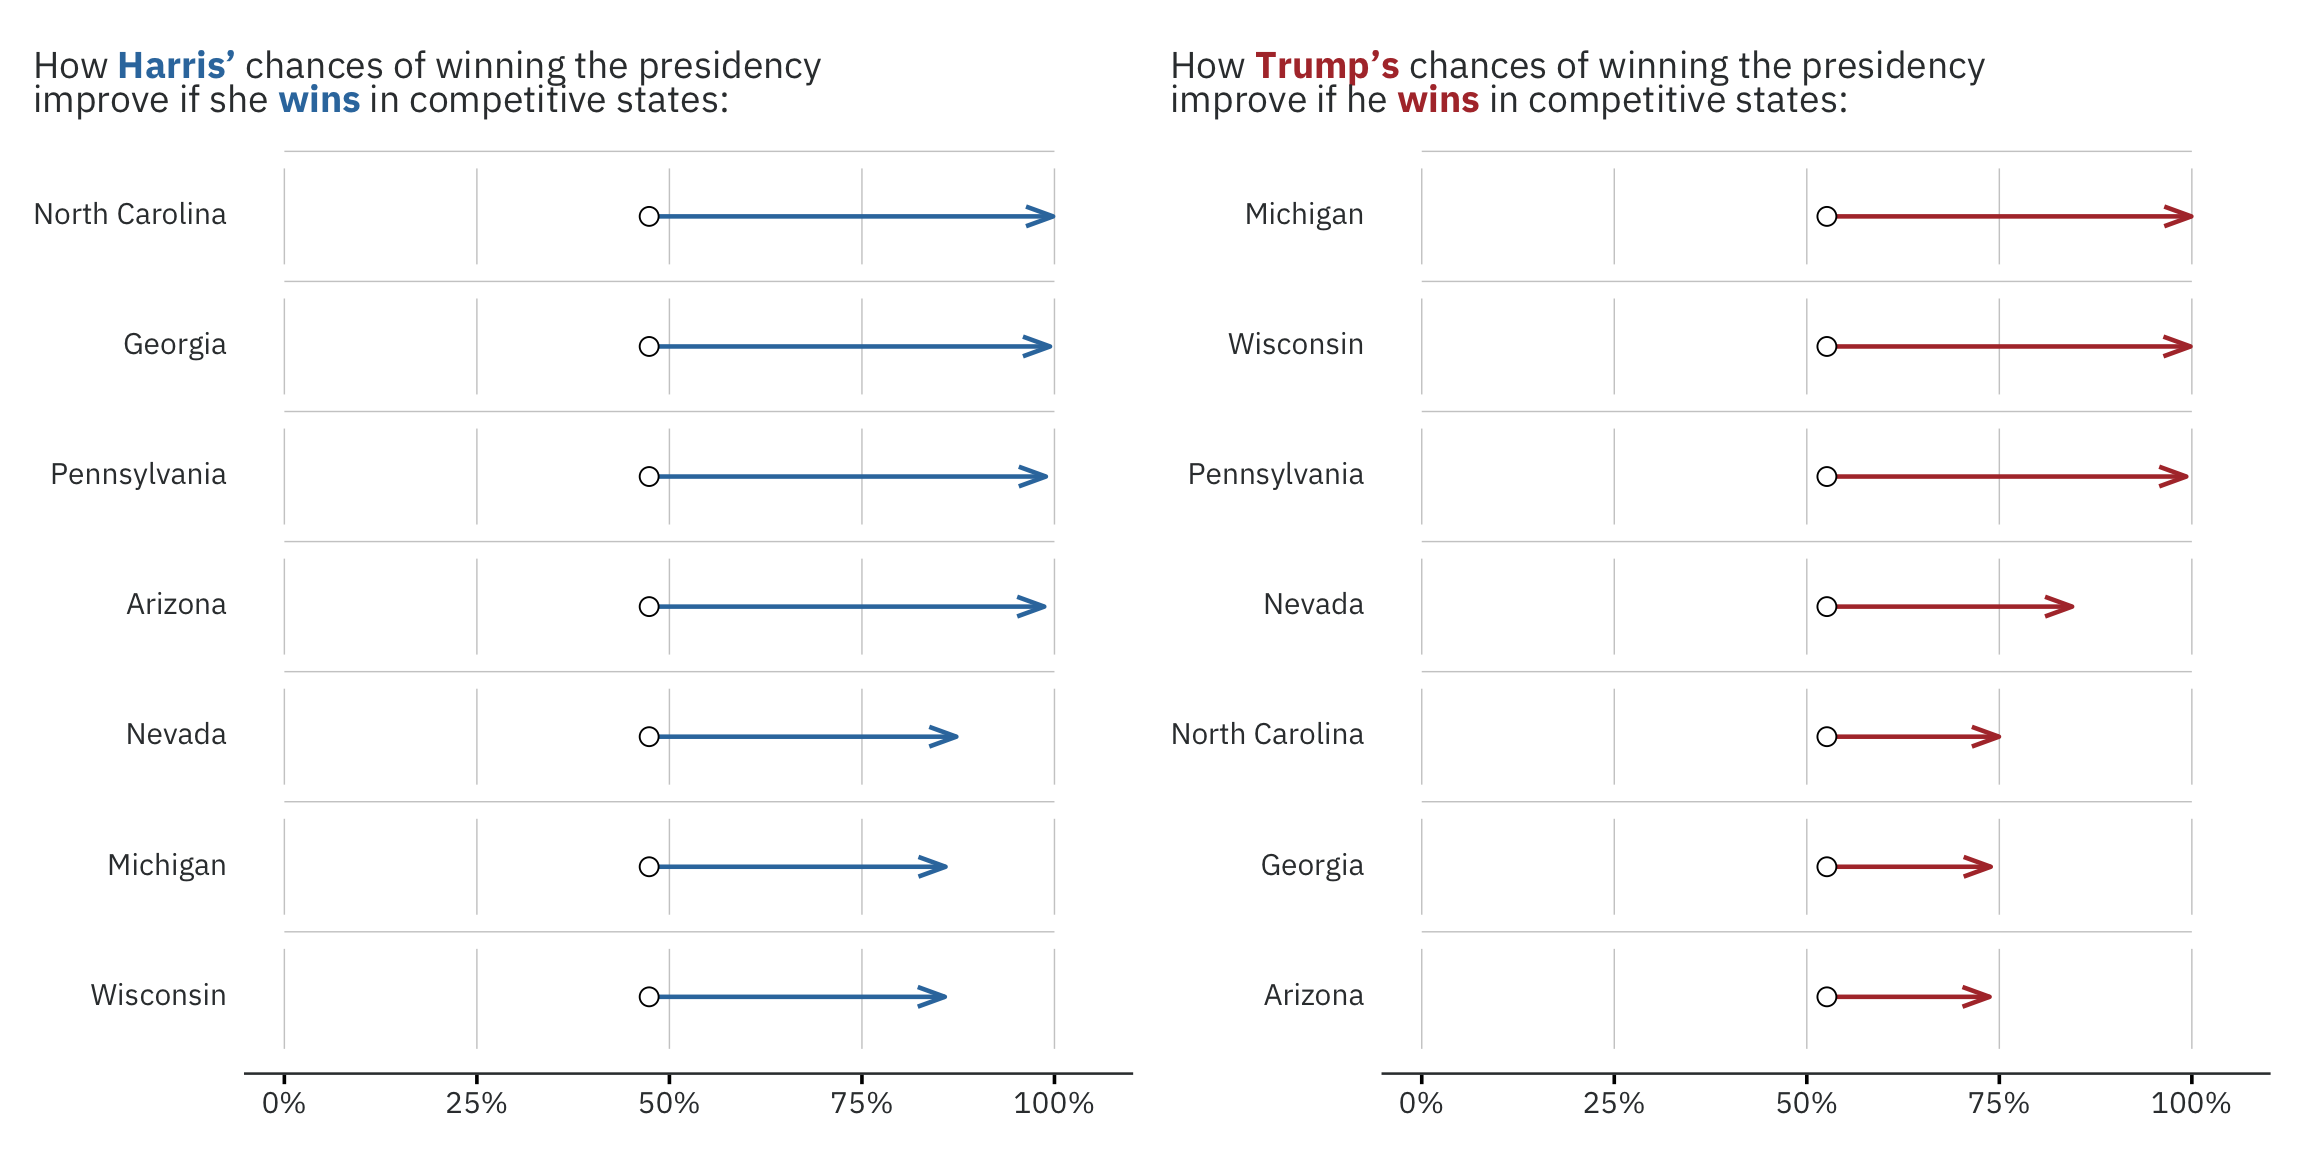 How Harris’ chances of winning the presidency
improve if she wins in competitive states:
North Carolina
Georgia
Pennsylvania
Arizona
Nevada
Michigan
Wisconsin
0% 25% 50% 75% 100%
How Trump’s chances of winning the presidency
improve if he wins in competitive states:
Michigan
Wisconsin
Pennsylvania
Nevada
North Carolina
Georgia
Arizona
0% 25% 50% 75% 100%